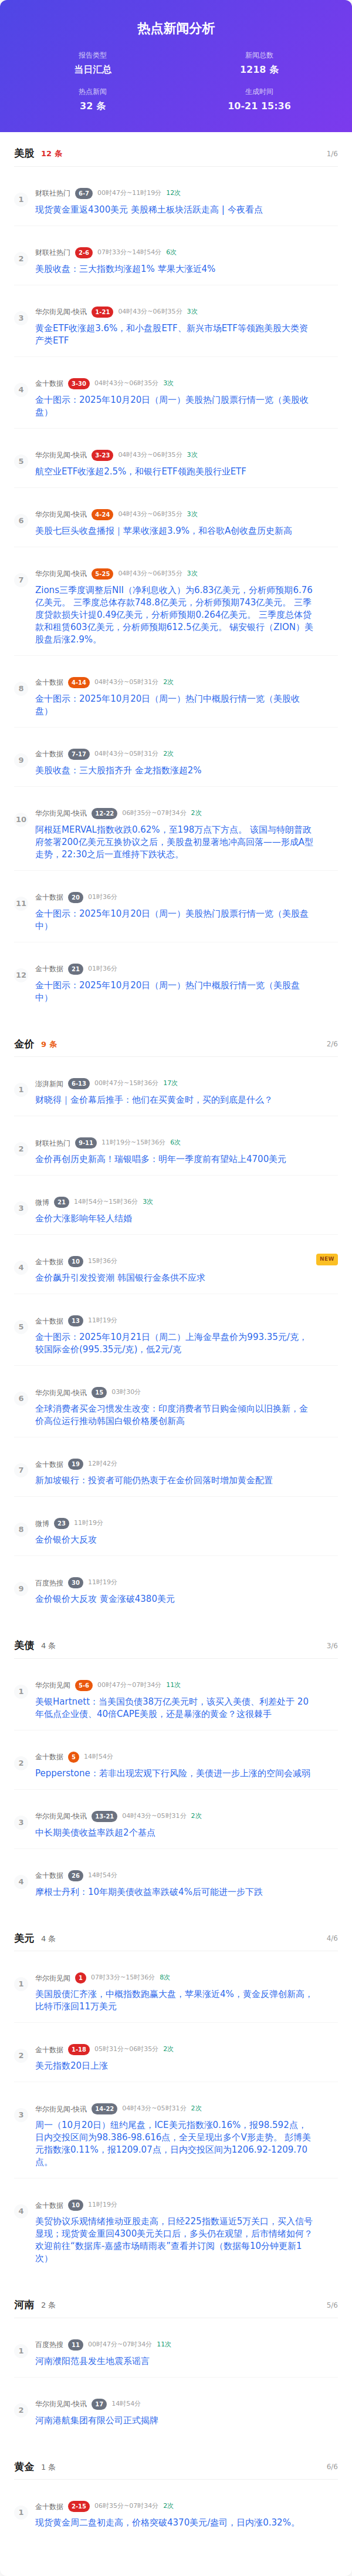 热点新闻分析
报告类型
新闻总数
当日汇总
1218 条
热点新闻
生成时间
32 条
10-21 15:36
美股 12 条
1/6
1
财联社热门 6-7 00时47分~11时19分 12次
现货黄金重返4300美元 美股稀土板块活跃走高 | 今夜看点
2
财联社热门 2-6 07时33分~14时54分 6次
美股收盘：三大指数均涨超1% 苹果大涨近4%
3
华尔街见闻-快讯 1-21 04时43分~06时35分 3次
黄金ETF收涨超3.6%，和小盘股ETF、新兴市场ETF等领跑美股大类资
产类ETF
4
金十数据 3-30 04时43分~06时35分 3次
金十图示：2025年10月20日（周一）美股热门股票行情一览（美股收
盘）
5
华尔街见闻-快讯 3-23 04时43分~06时35分 3次
航空业ETF收涨超2.5%，和银行ETF领跑美股行业ETF
6
华尔街见闻-快讯 4-24 04时43分~06时35分 3次
美股七巨头收盘播报｜苹果收涨超3.9%，和谷歌A创收盘历史新高
7
华尔街见闻-快讯 5-25 04时43分~06时35分 3次
Zions三季度调整后NII（净利息收入）为6.83亿美元，分析师预期6.76
亿美元。 三季度总体存款748.8亿美元，分析师预期743亿美元。 三季
度贷款损失计提0.49亿美元，分析师预期0.264亿美元。 三季度总体贷
款和租赁603亿美元，分析师预期612.5亿美元。 锡安银行（ZION）美
股盘后涨2.9%。
8
金十数据 4-14 04时43分~05时31分 2次
金十图示：2025年10月20日（周一）热门中概股行情一览（美股收
盘）
9
金十数据 7-17 04时43分~05时31分 2次
美股收盘：三大股指齐升 金龙指数涨超2%
10
华尔街见闻-快讯 12-22 06时35分~07时34分 2次
阿根廷MERVAL指数收跌0.62%，至198万点下方点。 该国与特朗普政
府签署200亿美元互换协议之后，美股盘初显著地冲高回落——形成A型
走势，22:30之后一直维持下跌状态。
11
金十数据 20 01时36分
金十图示：2025年10月20日（周一）美股热门股票行情一览（美股盘
中）
12
金十数据 21 01时36分
金十图示：2025年10月20日（周一）热门中概股行情一览（美股盘
中）
金价 9 条
2/6
1
澎湃新闻 6-13 00时47分~15时36分 17次
财晓得｜金价幕后推手：他们在买黄金时，买的到底是什么？
2
财联社热门 9-11 11时19分~15时36分 6次
金价再创历史新高！瑞银唱多：明年一季度前有望站上4700美元
3
微博 21 14时54分~15时36分 3次
金价大涨影响年轻人结婚
4
金十数据 10 15时36分
NEW
金价飙升引发投资潮 韩国银行金条供不应求
5
金十数据 13 11时19分
金十图示：2025年10月21日（周二）上海金早盘价为993.35元/克，
较国际金价(995.35元/克)，低2元/克
6
华尔街见闻-快讯 15 03时30分
全球消费者买金习惯发生改变：印度消费者节日购金倾向以旧换新，金
价高位运行推动韩国白银价格屡创新高
7
金十数据 19 12时42分
新加坡银行：投资者可能仍热衷于在金价回落时增加黄金配置
8
微博 23 11时19分
金价银价大反攻
9
百度热搜 30 11时19分
金价银价大反攻 黄金涨破4380美元
美债 4 条
3/6
1
华尔街见闻 5-6 00时47分~07时34分 11次
美银Hartnett：当美国负债38万亿美元时，该买入美债、利差处于 20
年低点企业债、40倍CAPE美股，还是暴涨的黄金？这很棘手
2
金十数据 5 14时54分
Pepperstone：若非出现宏观下行风险，美债进一步上涨的空间会减弱
3
华尔街见闻-快讯 13-21 04时43分~05时31分 2次
中长期美债收益率跌超2个基点
4
金十数据 26 14时54分
摩根士丹利：10年期美债收益率跌破4%后可能进一步下跌
美元 4 条
4/6
1
华尔街见闻 1 07时33分~15时36分 8次
美国股债汇齐涨，中概指数跑赢大盘，苹果涨近4%，黄金反弹创新高，
比特币涨回11万美元
2
金十数据 1-18 05时31分~06时35分 2次
美元指数20日上涨
3
华尔街见闻-快讯 14-22 04时43分~05时31分 2次
周一（10月20日）纽约尾盘，ICE美元指数涨0.16%，报98.592点，
日内交投区间为98.386-98.616点，全天呈现出多个V形走势。 彭博美
元指数涨0.11%，报1209.07点，日内交投区间为1206.92-1209.70
点。
4
金十数据 10 11时19分
美贸协议乐观情绪推动亚股走高，日经225指数逼近5万关口，买入信号
显现；现货黄金重回4300美元关口后，多头仍在观望，后市情绪如何？
欢迎前往“数据库-嘉盛市场晴雨表”查看并订阅（数据每10分钟更新1
次）
河南 2 条
5/6
1
百度热搜 11 00时47分~07时34分 11次
河南濮阳范县发生地震系谣言
2
华尔街见闻-快讯 17 14时54分
河南港航集团有限公司正式揭牌
黄金 1 条
6/6
1
金十数据 2-15 06时35分~07时34分 2次
现货黄金周二盘初走高，价格突破4370美元/盎司，日内涨0.32%。